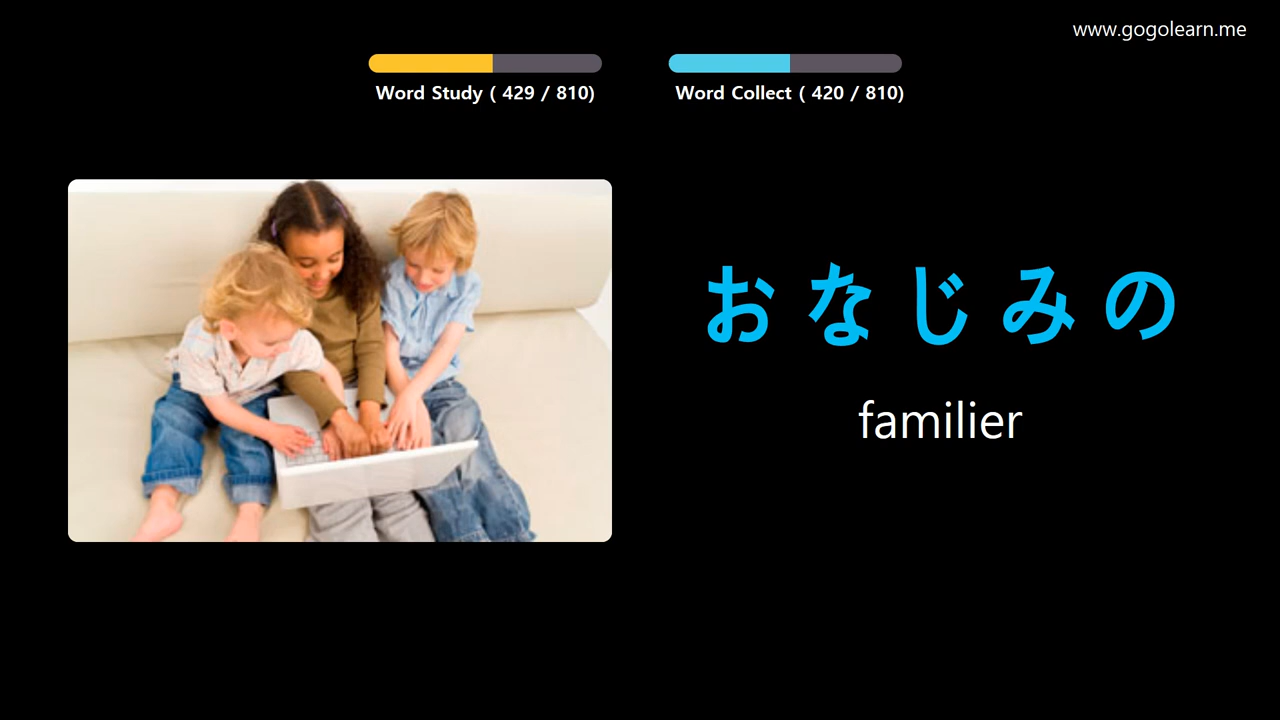 www.gogolearn.me
Word Study ( 429 / 810)
Word Collect ( 420 / 810)
おなじみの
familier